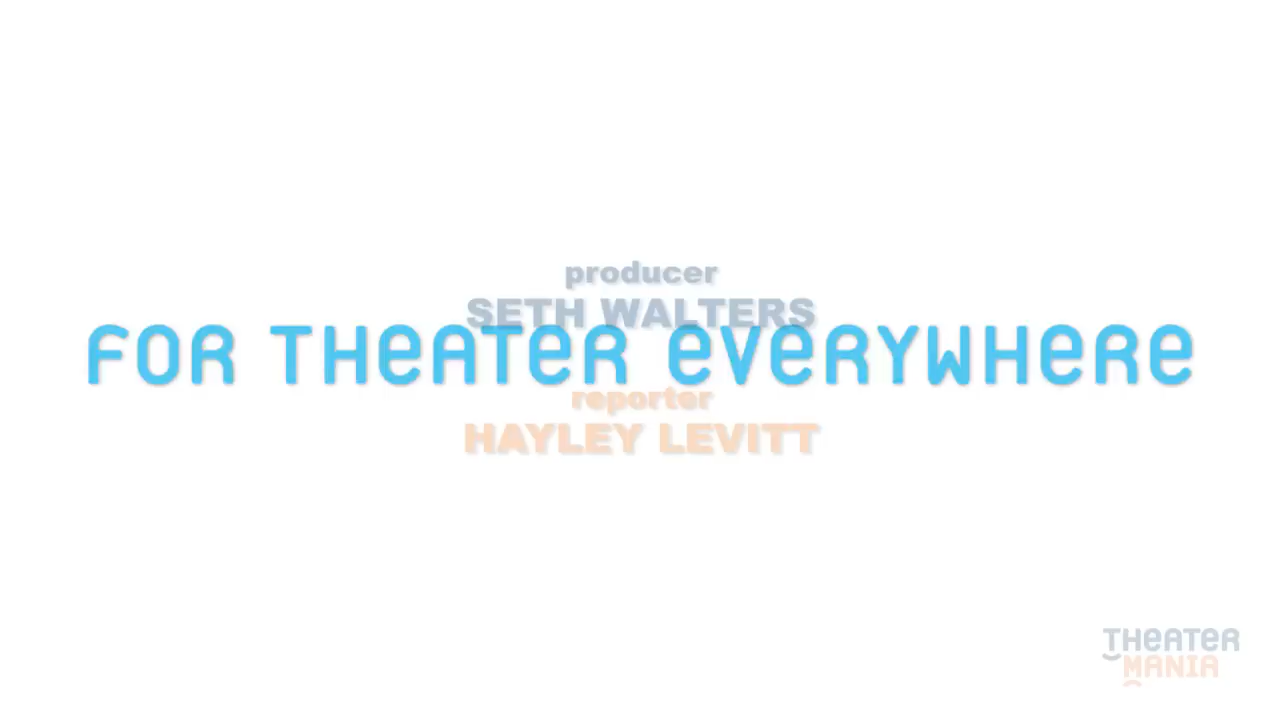 producer
SETH WALTERS
FOR THEATER EVERYWHERE
reporter
HAYLEY LEVITT
THEATER
MANIA